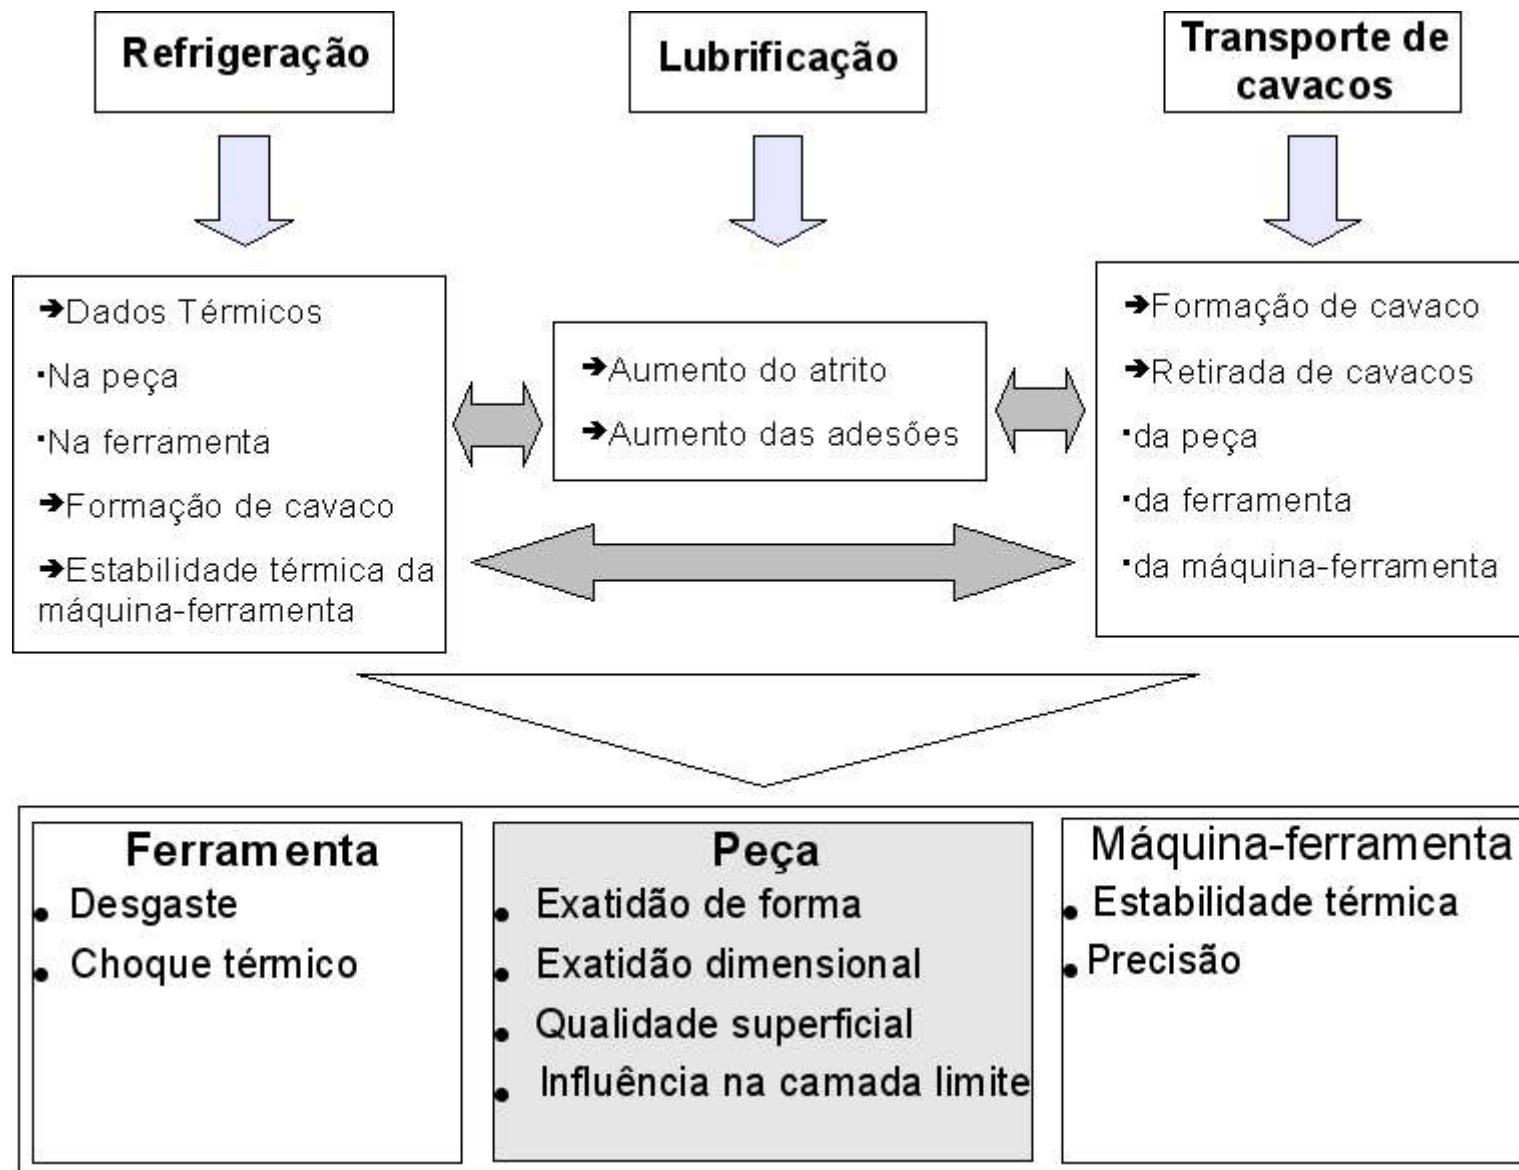 Refrigeração
Lubrificação
Transporte de
cavacos
➔Dados Térmicos
·Na peça
·Na ferramenta
➔Formação de cavaco
➔Estabilidade térmica da
máquina-ferramenta
➔Aumento do atrito
➔Aumento das adesões
➔Formação de cavaco
➔Retirada de cavacos
·da peça
·da ferramenta
·da máquina-ferramenta
Ferramenta
• Desgaste
• Choque térmico
Peça
• Exatidão de forma
• Exatidão dimensional
• Qualidade superficial
• Influência na camada limite
Máquina-ferramenta
• Estabilidade térmica
• Precisão